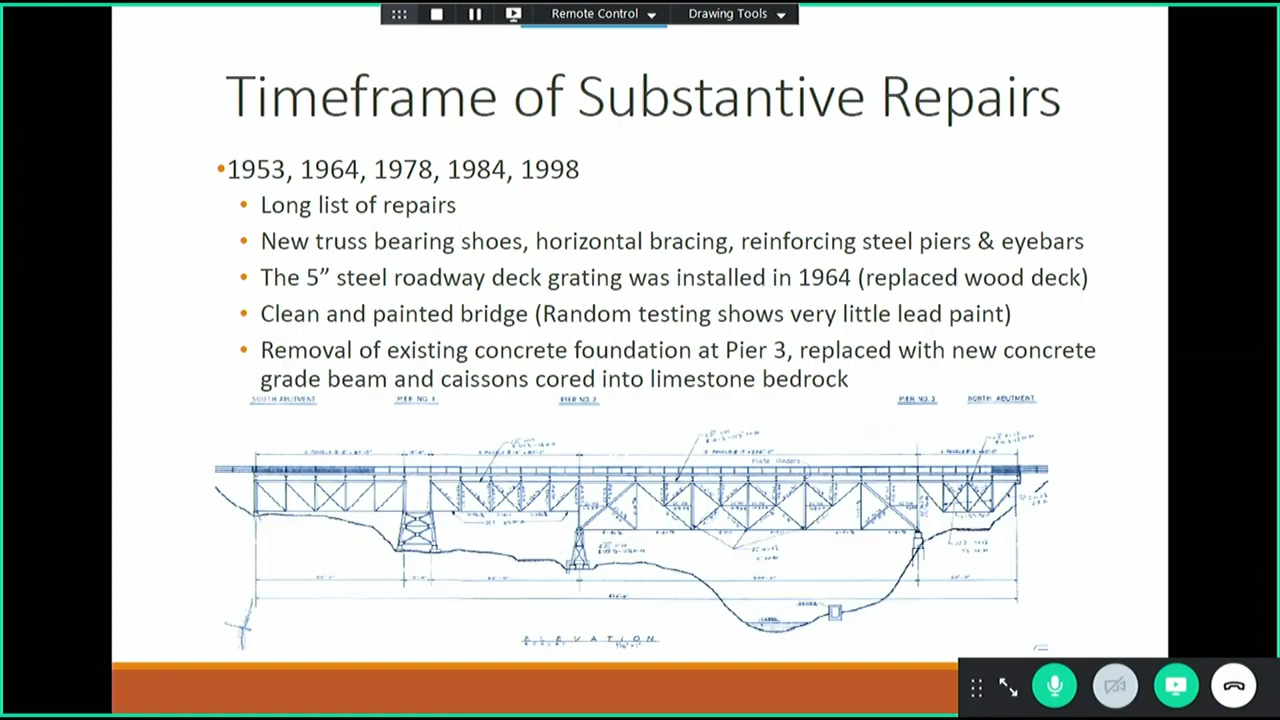 Remote Control
Drawing Tools
Timeframe of Substantive Repairs
•1953, 1964, 1978, 1984, 1998
• Long list of repairs
• New truss bearing shoes, horizontal bracing, reinforcing steel piers & eyebars
• The 5” steel roadway deck grating was installed in 1964 (replaced wood deck)
• Clean and painted bridge (Random testing shows very little lead paint)
• Removal of existing concrete foundation at Pier 3, replaced with new concrete
grade beam and caissons cored into limestone bedrock
SOUTH ABUTMENT PIER NO. 1 PIER NO. 2 PIER NO. 3 NORTH ABUTMENT
Plate Girders
ELEVATION